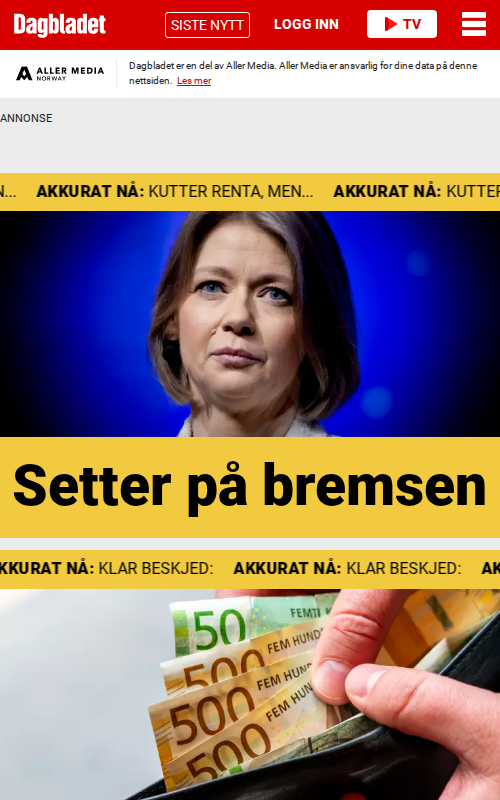 Dagbladet
SISTE NYTT
LOGG INN
TV
ALLER MEDIA
NORWAY
Dagbladet er en del av Aller Media. Aller Media er ansvarlig for dine data på denne
nettsiden. Les mer
ANNONSE
N... AKKURAT NÅ: KUTTER RENTA, MEN... AKKURAT NÅ: KUTTER
Setter på bremsen
KKURAT NÅ: KLAR BESKJED: AKKURAT NÅ: KLAR BESKJED: AK
50
FEMTI K
500
FEM HUNDR
500
FEM HUND
500
FEM HUND